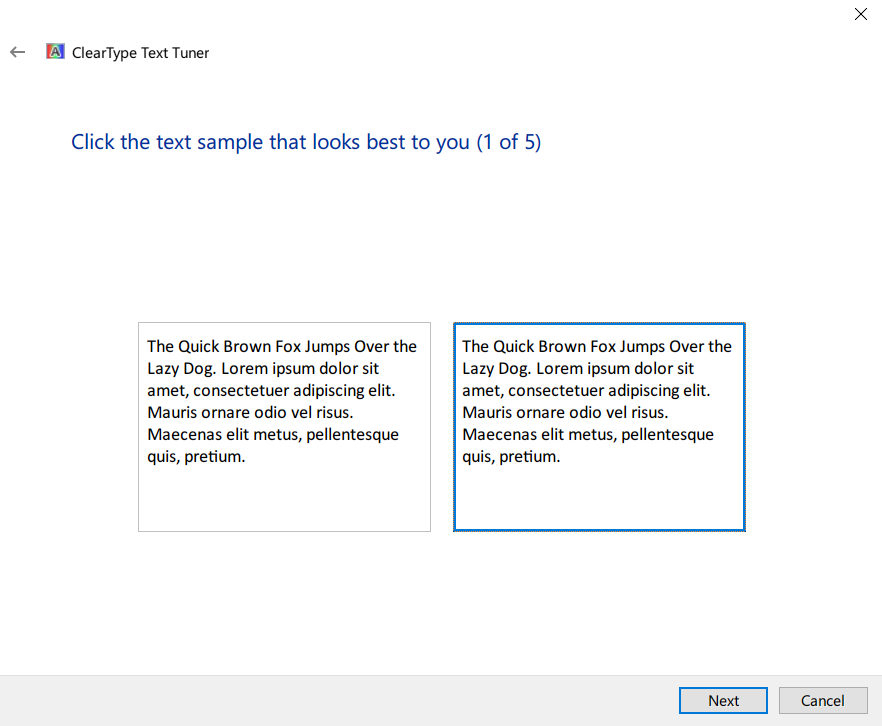 ClearType Text Tuner
Click the text sample that looks best to you (1 of 5)
The Quick Brown Fox Jumps Over the
Lazy Dog. Lorem ipsum dolor sit
amet, consectetuer adipiscing elit.
Mauris ornare odio vel risus.
Maecenas elit metus, pellentesque
quis, pretium.
The Quick Brown Fox Jumps Over the
Lazy Dog. Lorem ipsum dolor sit
amet, consectetuer adipiscing elit.
Mauris ornare odio vel risus.
Maecenas elit metus, pellentesque
quis, pretium.
Next
Cancel